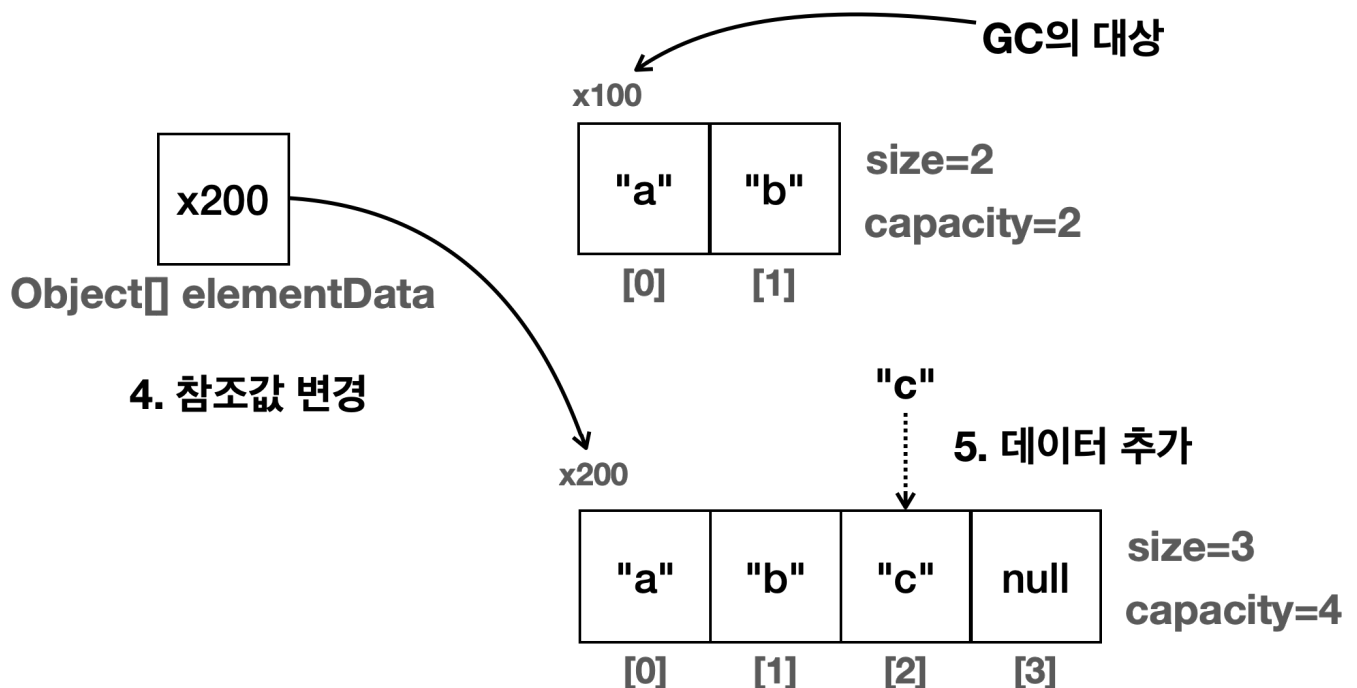 GC의 대상
x100
"a" "b"
size=2
capacity=2
[0] [1]
x200
Object[] elementData
4. 참조값 변경
"c"
5. 데이터 추가
x200
"a" "b" "c" null
size=3
capacity=4
[0] [1] [2] [3]